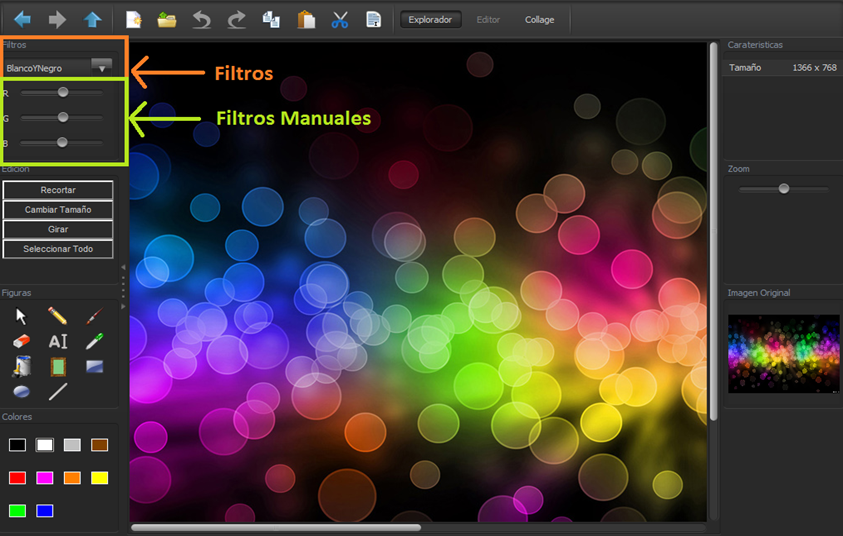 Explorador
Editor
Collage
Filtros
BlancoYNegro
R
G
B
Filtros
Filtros Manuales
Edición
Recortar
Cambiar Tamaño
Girar
Seleccionar Todo
Figuras
AI
Colores
Carateristicas
Tamaño 1366 x 768
Zoom
Imagen Original